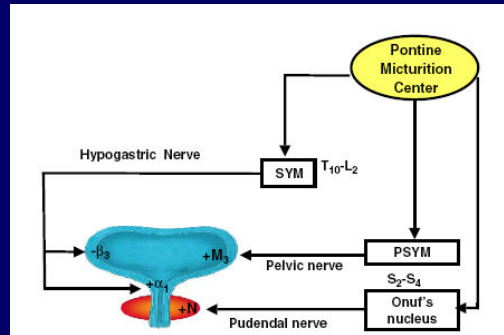 Pontine
Micturition
Center
Hypogastric Nerve
SYM
T10-L2
-β3
+M3
Pelvic nerve
PSYM
+α1
S2-S4
+N
Pudendal nerve
Onuf's
nucleus